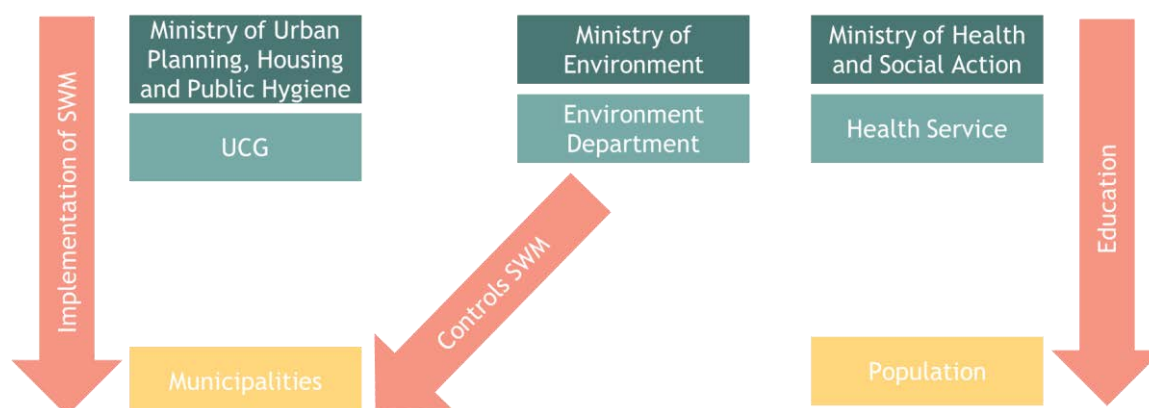 Implementation of SWM
Ministry of Urban
Planning, Housing
and Public Hygiene
UCG
Municipalities
Ministry of
Environment
Environment
Department
Controls SWM
Ministry of Health
and Social Action
Health Service
Population
Education